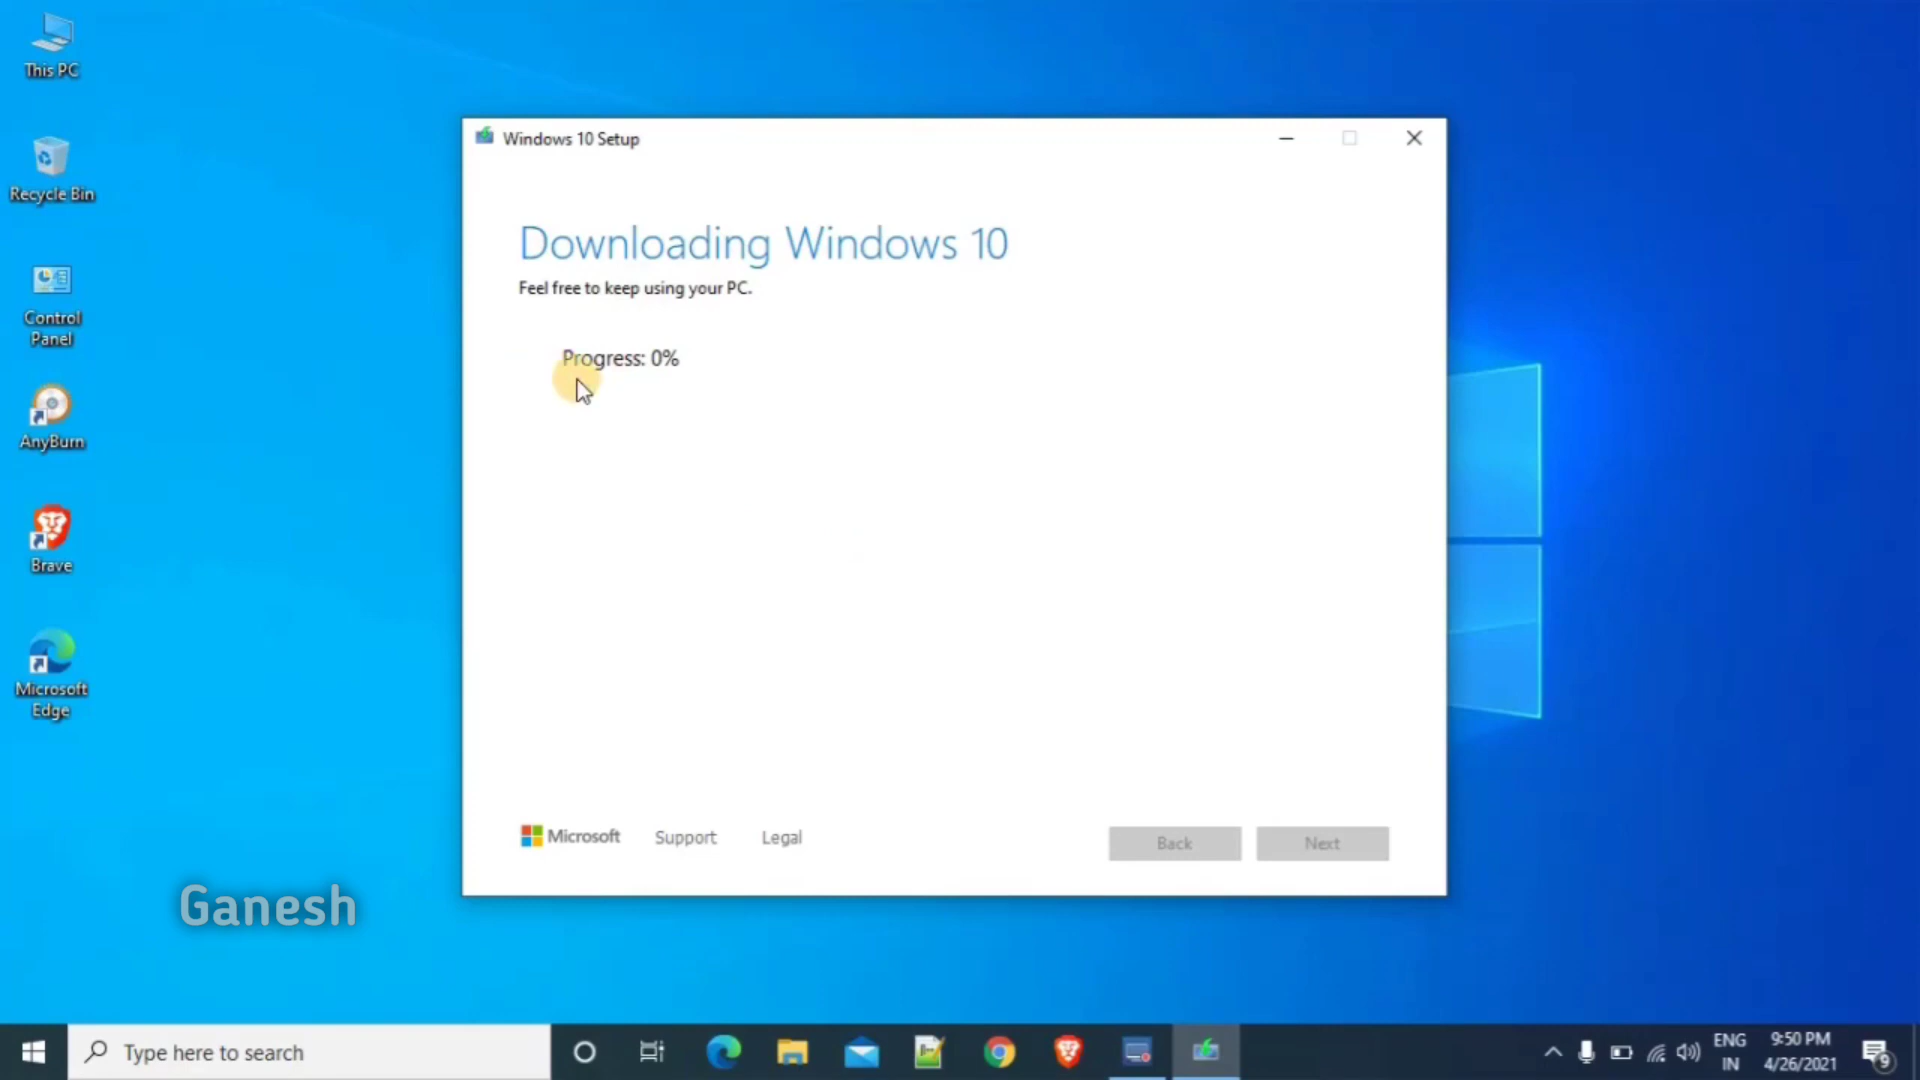 This PC
Recycle Bin
Control
Panel
AnyBurn
Brave
Microsoft
Edge
Windows 10 Setup
Downloading Windows 10
Feel free to keep using your PC.
Progress: 0%
Microsoft
Support
Legal
Back
Next
Ganesh
Type here to search
ENG
IN
9:50 PM
4/26/2021
9